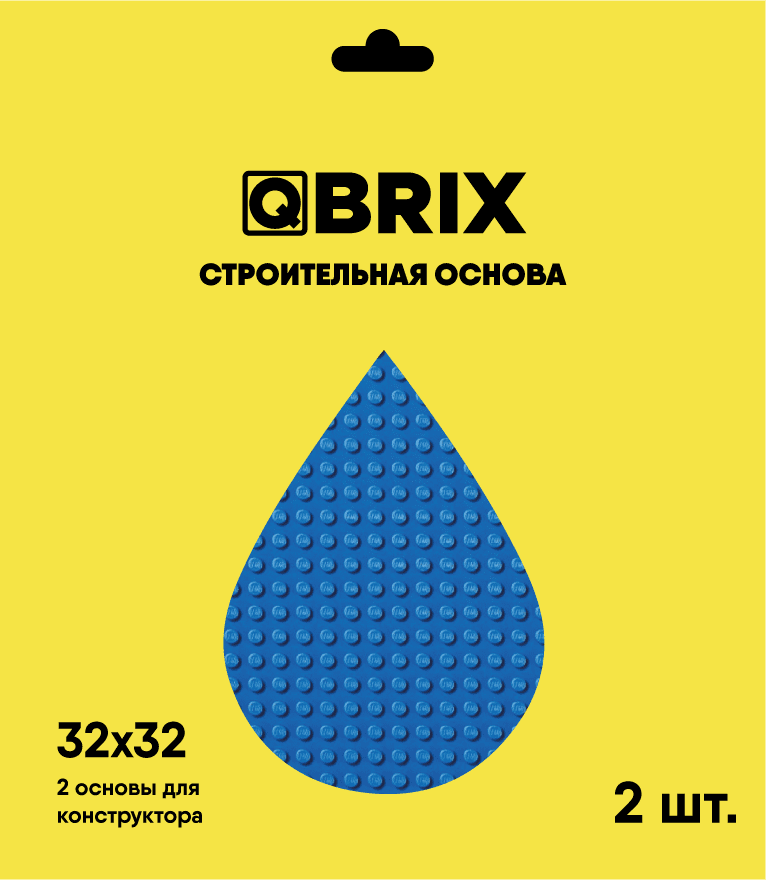 QBRIX
СТРОИТЕЛЬНАЯ ОСНОВА
32x32
2 основы для
конструктора
2 шт.